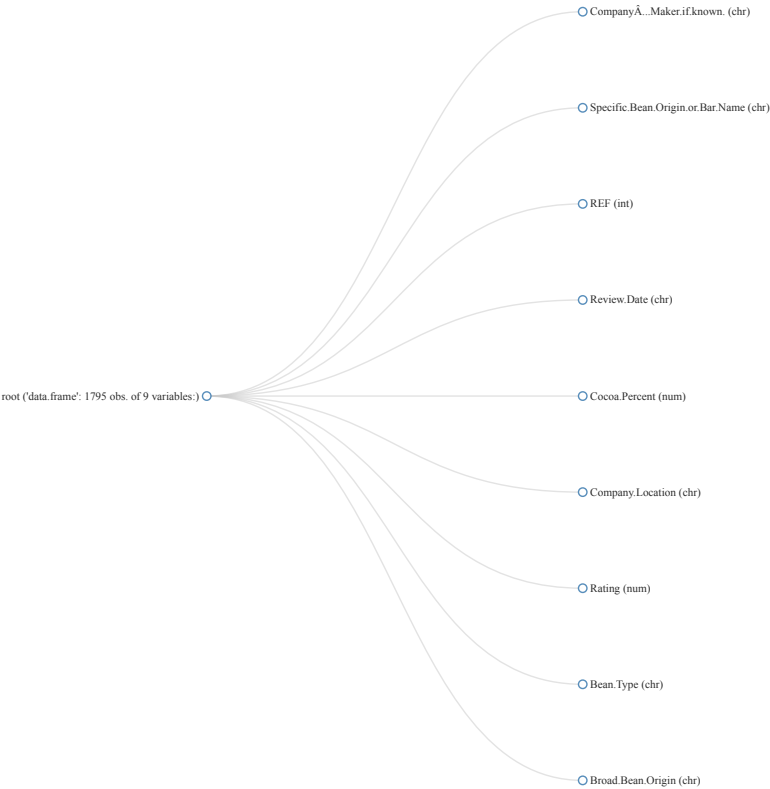 CompanyÂ...Maker.if.known. (chr)
Specific.Bean.Origin.or.Bar.Name (chr)
REF (int)
Review.Date (chr)
root ('data.frame': 1795 obs. of 9 variables:)
Cocoa.Percent (num)
Company.Location (chr)
Rating (num)
Bean.Type (chr)
Broad.Bean.Origin (chr)